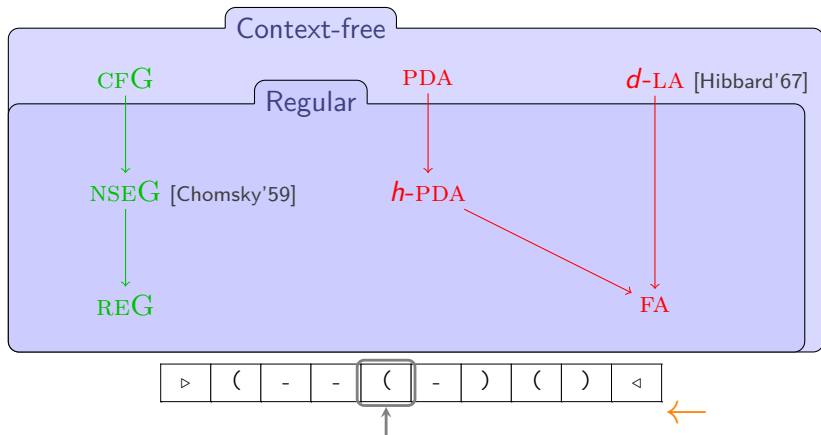 Context-free
CFG PDA d-LA [Hibbard'67]
Regular
NSEG [Chomsky'59] h-PDA
REG FA
▹ ( - - ( - ) ( ) ◃